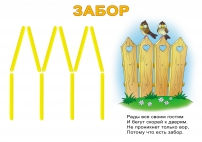 ЗАБОР
Рады все своим гостям
И бегут скорей к дверям.
Не проникнет только вор,
Потому что есть забор.